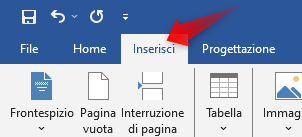 File Home Inserisci Progettazione
Frontespizio Pagina vuota Interruzione di pagina Tabella Immag